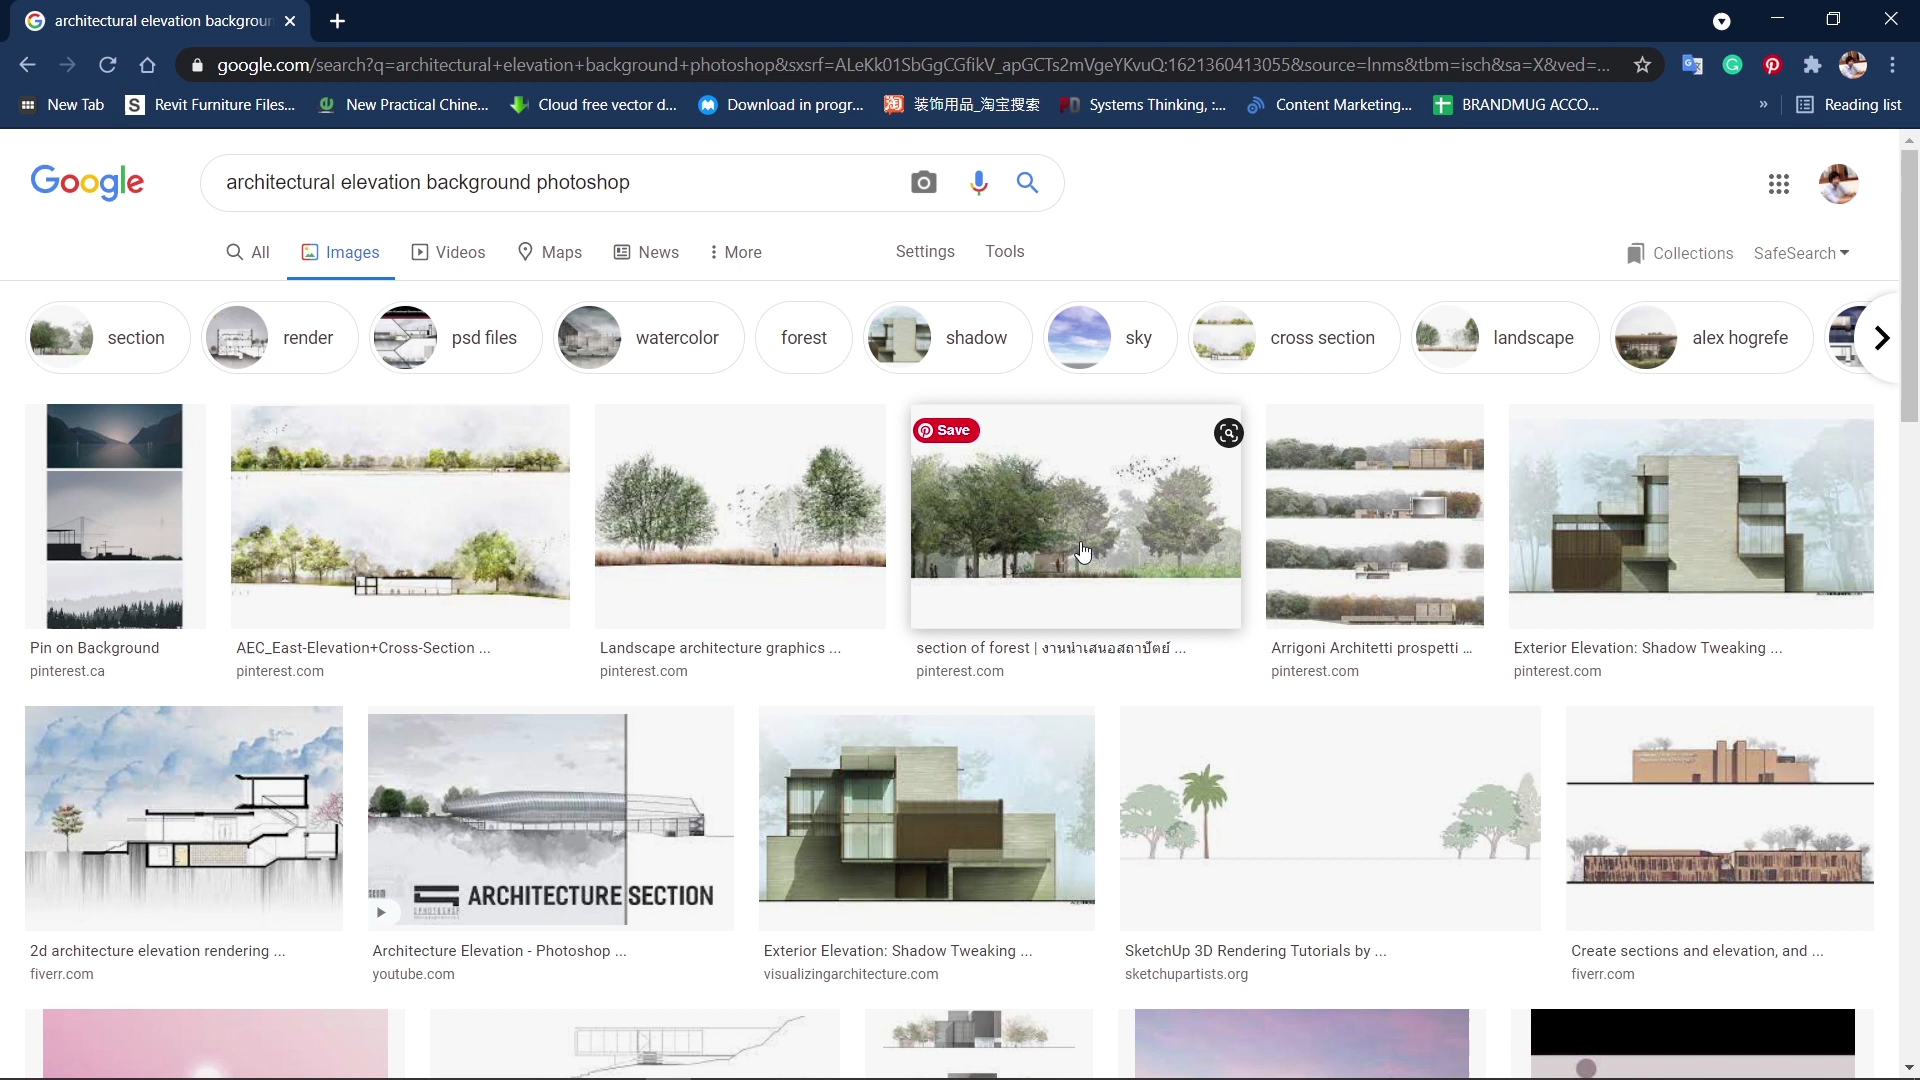 architectural elevation backgroun
google.com/search?q=architectural+elevation+background+photoshop&sxsrf=ALeKk01SbGgCGfikV_apGCTs2mVgeYKvuQ:1621360413055&source=lnms&tbm=isch&sa=X&ved=...
New Tab
Revit Furniture Files...
New Practical Chine...
Cloud free vector d...
Download in progr...
装饰用品_淘宝搜索
Systems Thinking, :...
Content Marketing...
BRANDMUG ACCO...
»
Reading list
Google
architectural elevation background photoshop
All
Images
Videos
Maps
News
More
Settings
Tools
Collections
SafeSearch
section
render
psd files
watercolor
forest
shadow
sky
cross section
landscape
alex hogrefe
Save
Pin on Background
pinterest.ca
AEC_East-Elevation+Cross-Section ...
pinterest.com
Landscape architecture graphics ...
pinterest.com
section of forest | งานนำเสนอสถาปัตย์ ...
pinterest.com
Arrigoni Architetti prospetti ...
pinterest.com
Exterior Elevation: Shadow Tweaking ...
pinterest.com
ARCHITECTURE SECTION
2d architecture elevation rendering ...
fiverr.com
Architecture Elevation - Photoshop ...
youtube.com
Exterior Elevation: Shadow Tweaking ...
visualizingarchitecture.com
SketchUp 3D Rendering Tutorials by ...
sketchupartists.org
Create sections and elevation, and ...
fiverr.com